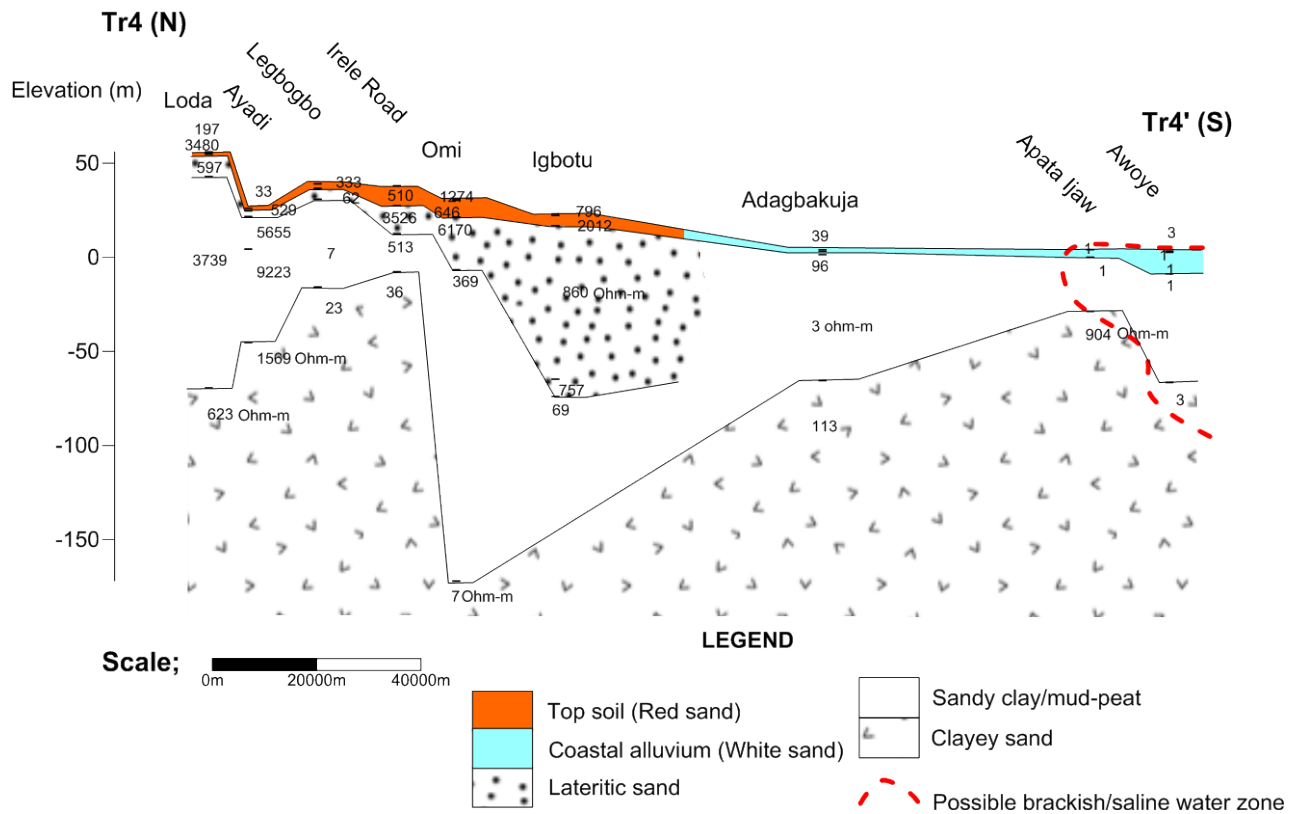 Tr4 (N)
Legbogbo
Irele Road
Elevation (m)
Loda
Ayadi
Tr4' (S)
Omi
Igbotu
Apata Ijaw
Awoye
Adagbakuja
197
3480
597
50
33
529
333
62
510
3526
1274
646
6170
796
2012
39
3
1
1
5655
7
513
0
3739
9223
96
1
1
369
36
23
860 Ohm-m
3 ohm-m
904 Ohm-m
-50
1569 Ohm-m
757
69
3
623 Ohm-m
113
-100
-150
7 Ohm-m
LEGEND
Scale;
0m
20000m
40000m
Top soil (Red sand)
Coastal alluvium (White sand)
Lateritic sand
Sandy clay/mud-peat
Clayey sand
Possible brackish/saline water zone